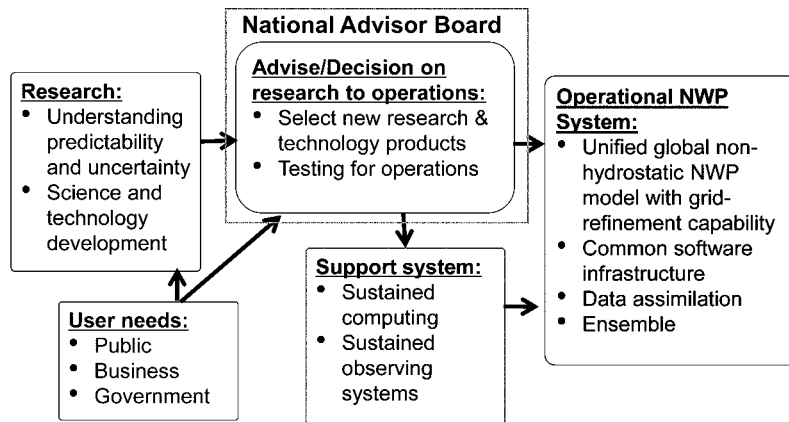 National Advisor Board
Advise/Decision on
research to operations:
• Select new research &
technology products
• Testing for operations
Research:
• Understanding
predictability
and uncertainty
• Science and
technology
development
User needs:
• Public
• Business
• Government
Support system:
• Sustained
computing
• Sustained
observing
systems
Operational NWP
System:
• Unified global non-
hydrostatic NWP
model with grid-
refinement capability
• Common software
infrastructure
• Data assimilation
• Ensemble